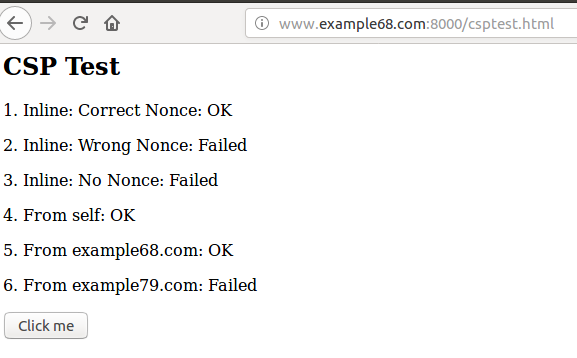 www.example68.com:8000/csptest.html
CSP Test
1. Inline: Correct Nonce: OK
2. Inline: Wrong Nonce: Failed
3. Inline: No Nonce: Failed
4. From self: OK
5. From example68.com: OK
6. From example79.com: Failed
Click me